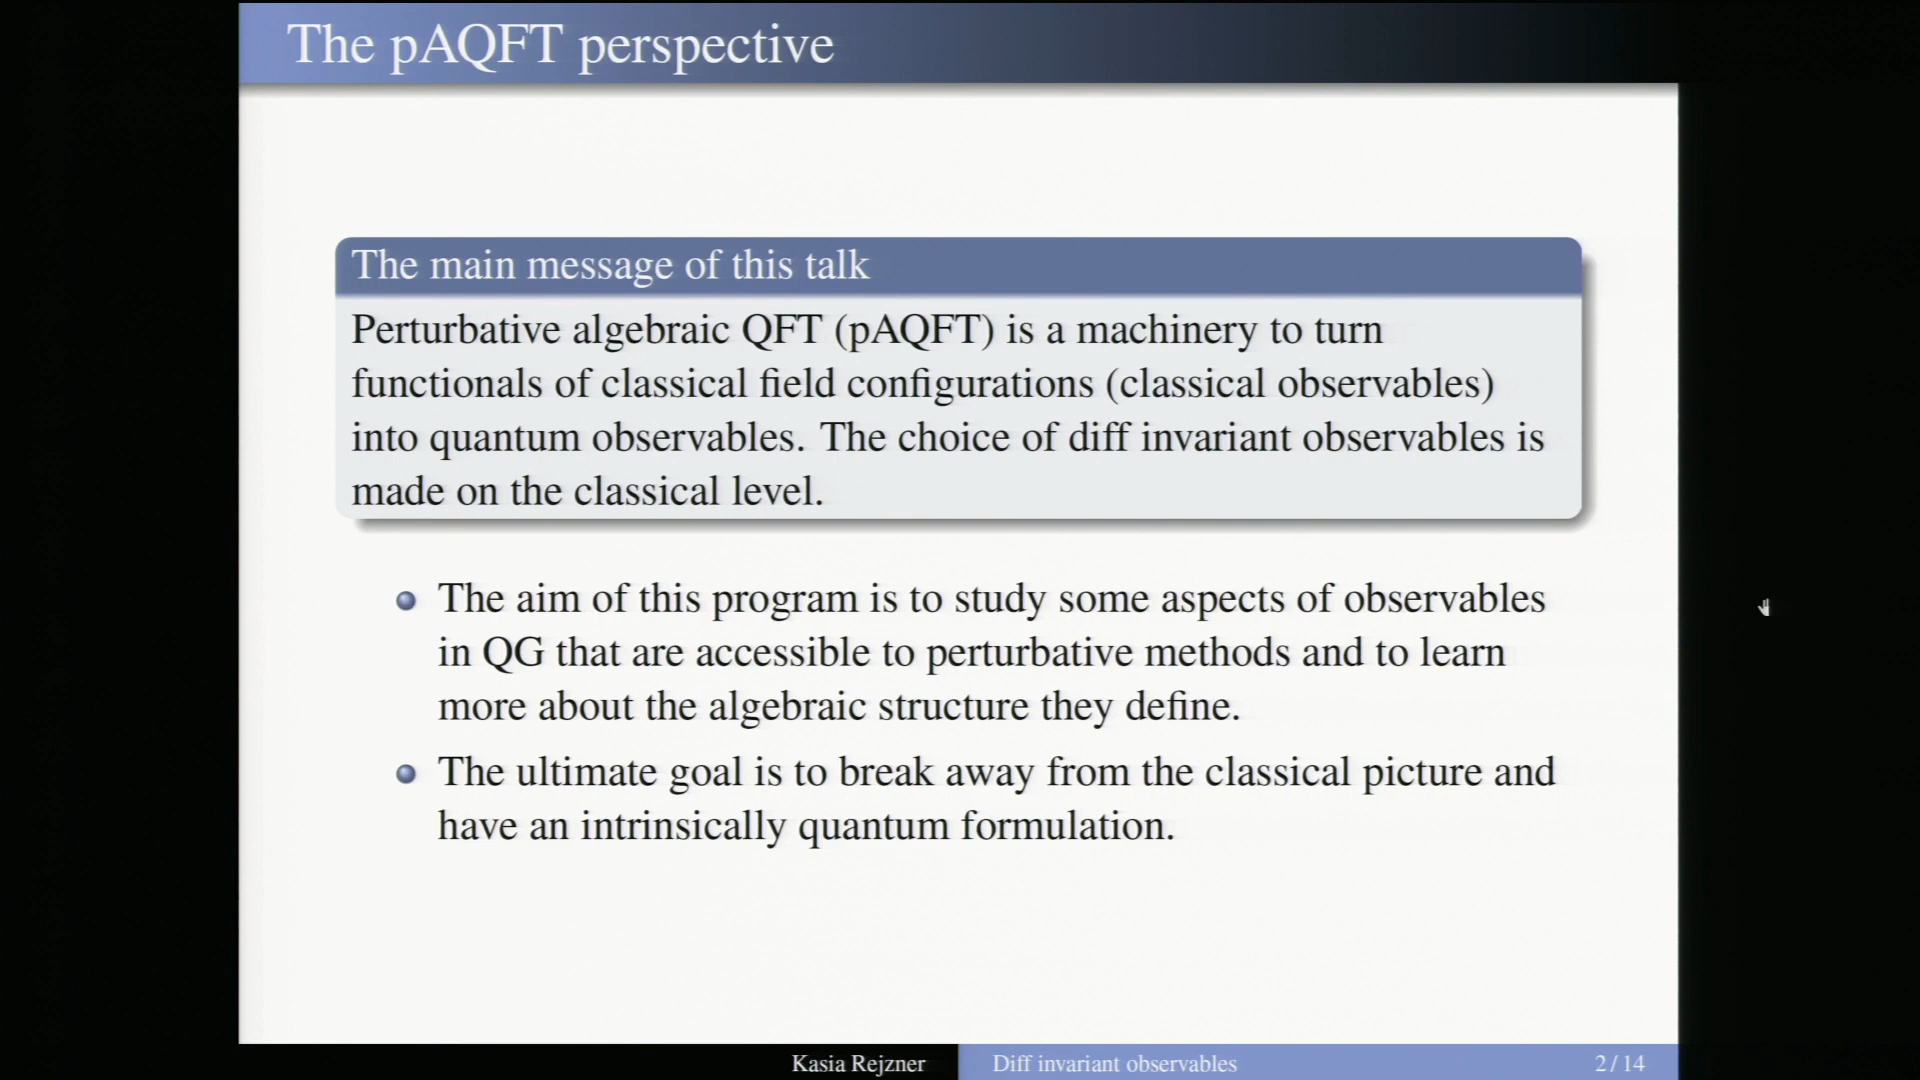 The pAQFT perspective
The main message of this talk
Perturbative algebraic QFT (pAQFT) is a machinery to turn
functionals of classical field configurations (classical observables)
into quantum observables. The choice of diff invariant observables is
made on the classical level.
The aim of this program is to study some aspects of observables
in QG that are accessible to perturbative methods and to learn
more about the algebraic structure they define.
The ultimate goal is to break away from the classical picture and
have an intrinsically quantum formulation.
Kasia Rejzner
Diff invariant observables
2 / 14